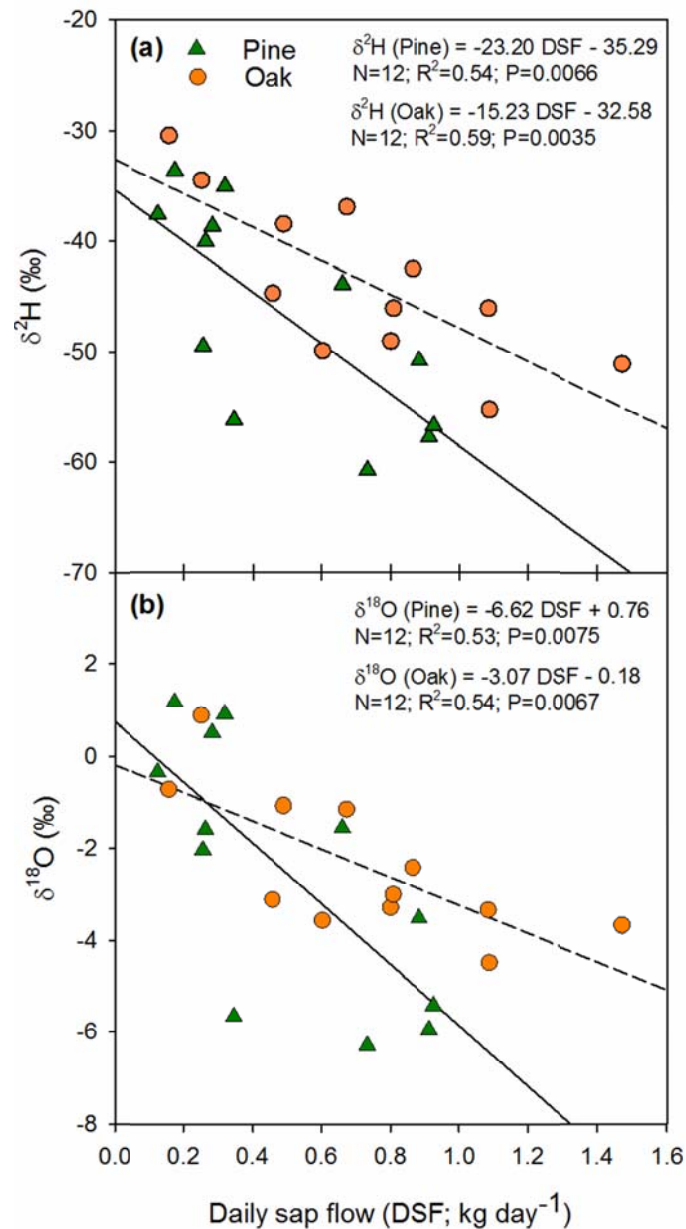 (a)
Pine
Oak
δ²H (Pine) = -23.20 DSF - 35.29
N=12; R²=0.54; P=0.0066
δ²H (Oak) = -15.23 DSF - 32.58
N=12; R²=0.59; P=0.0035
-20
-30
-40
-50
-60
-70
δ²H (‰)
(b)
δ¹⁸O (Pine) = -6.62 DSF + 0.76
N=12; R²=0.53; P=0.0075
δ¹⁸O (Oak) = -3.07 DSF - 0.18
N=12; R²=0.54; P=0.0067
2
0
-2
-4
-6
-8
δ¹⁸O (‰)
0.0 0.2 0.4 0.6 0.8 1.0 1.2 1.4 1.6
Daily sap flow (DSF; kg day⁻¹)